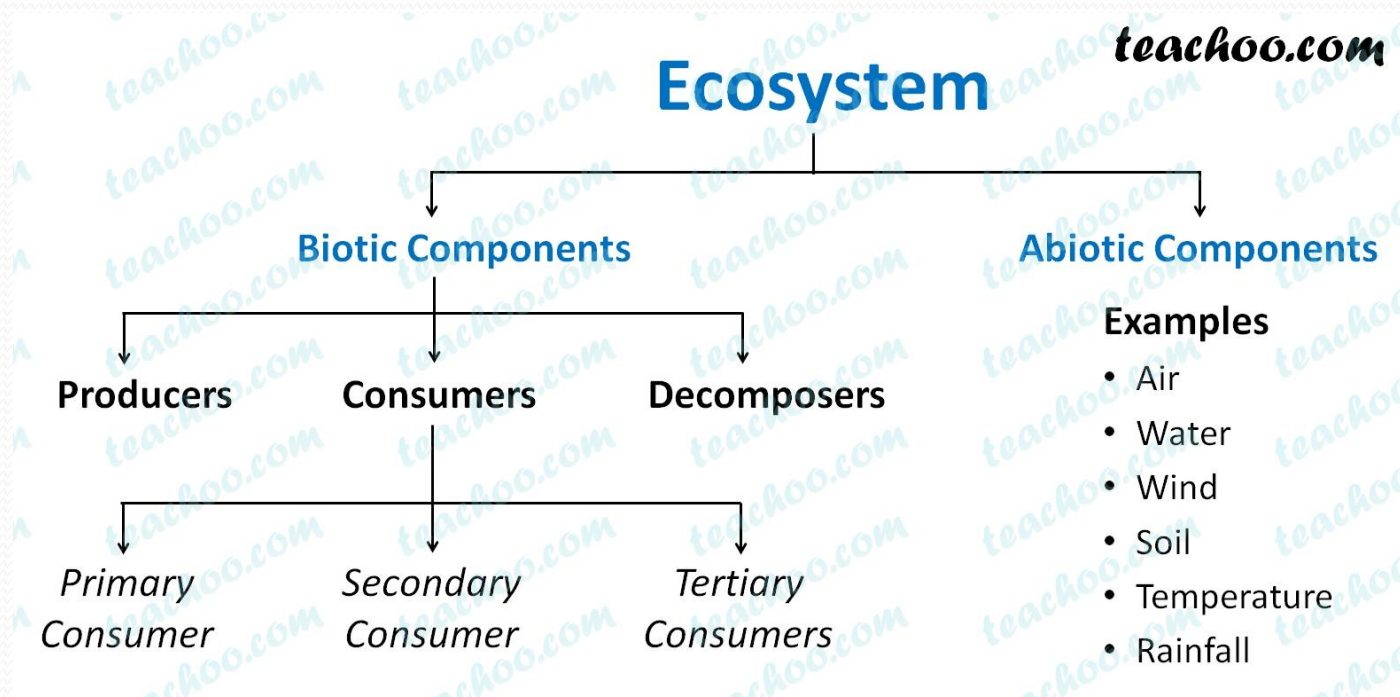 teachoo.com
Ecosystem
Biotic Components
Abiotic Components
Producers
Consumers
Decomposers
Primary
Consumer
Secondary
Consumer
Tertiary
Consumers
Examples
• Air
• Water
• Wind
• Soil
• Temperature
• Rainfall